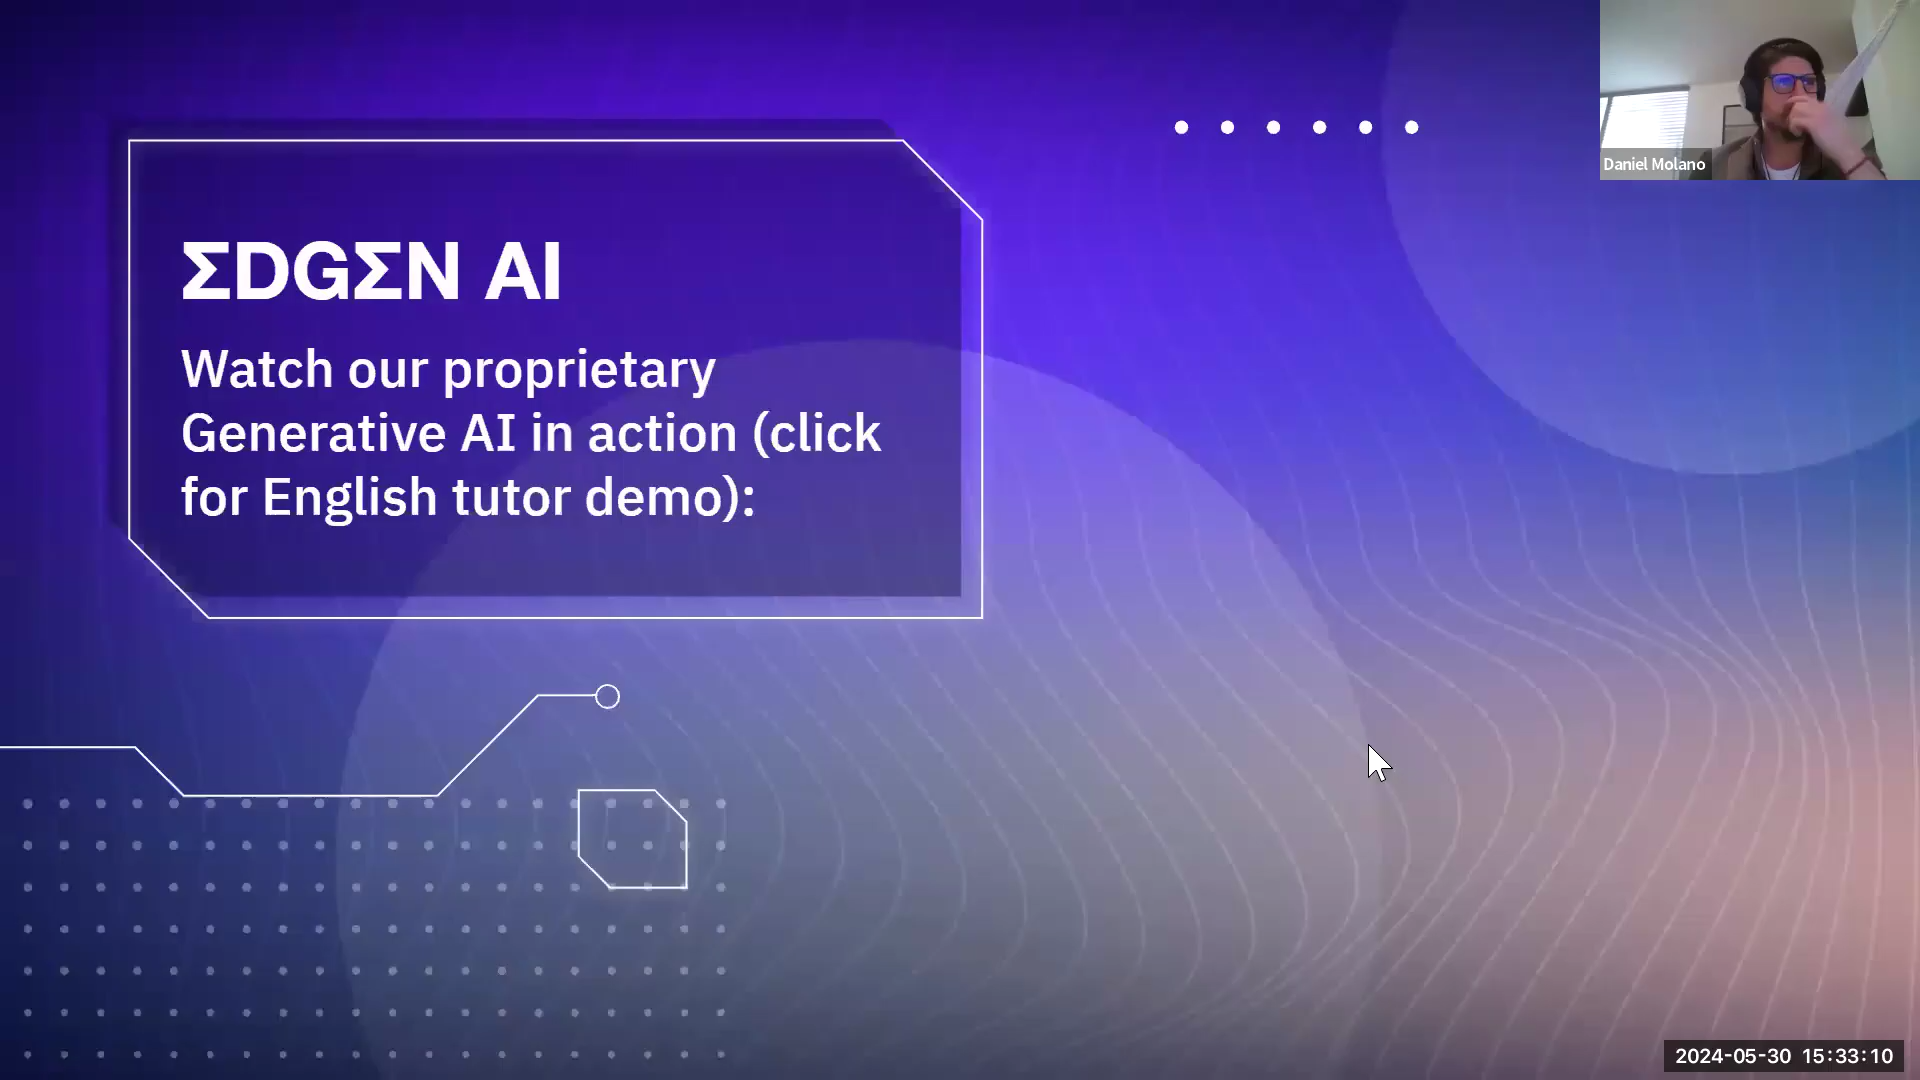 ΣDGΣN AI
Watch our proprietary
Generative AI in action (click
for English tutor demo):
Daniel Molano
2024-05-30 15:33:10